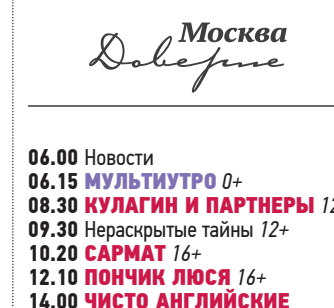 Москва
Доверие
06.00 Новости
06.15 МУЛЬТИУТРО 0+
08.30 КУЛАГИН И ПАРТНЕРЫ 12
09.30 Нераскрытые тайны 12+
10.20 САРМАТ 16+
12.10 ПОНЧИК ЛЮСЯ 16+
14.00 ЧИСТО АНГЛИЙСКИЕ